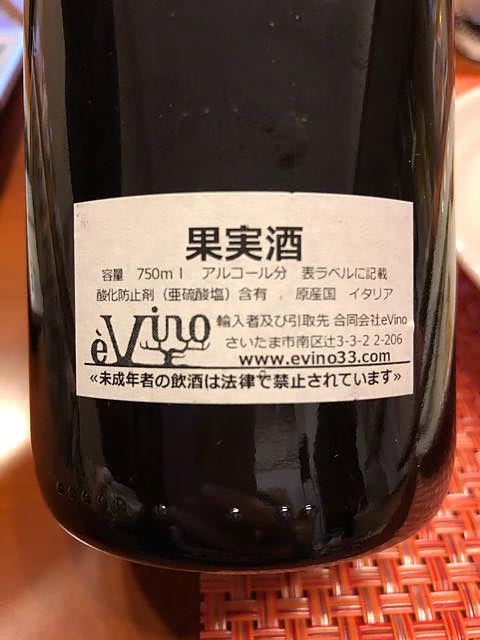 果実酒
容量 750ml アルコール分 表ラベルに記載
酸化防止剤（亜硫酸塩）含有 原産国 イタリア
èVino 輸入者及び引取先 合同会社eVino
さいたま市南区辻3-3-2 2-206
www.evino33.com
«未成年者の飲酒は法律で禁止されています»